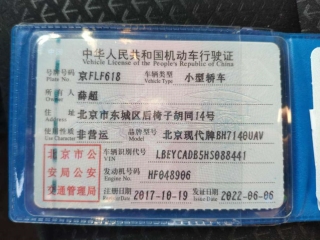 中华人民共和国机动车行驶证
Vehicle License of the People's Republic of China
号牌号码 京FLF618 车辆类型 小型轿车
Plate No. Vehicle Type
所有人 薛超
Owner
住址 北京市东城区后椅子胡同14号
Address
使用性质 非营运 品牌型号 北京现代牌BH7140UAV
Use Character Model
北京市公安局公安交通管理局
车辆识别代号 LBEYCADB5HS088441
VIN
发动机号码 HF048906
Engine No.
注册日期 2017-10-19 发证日期 2022-06-06
Register Date Issue Date